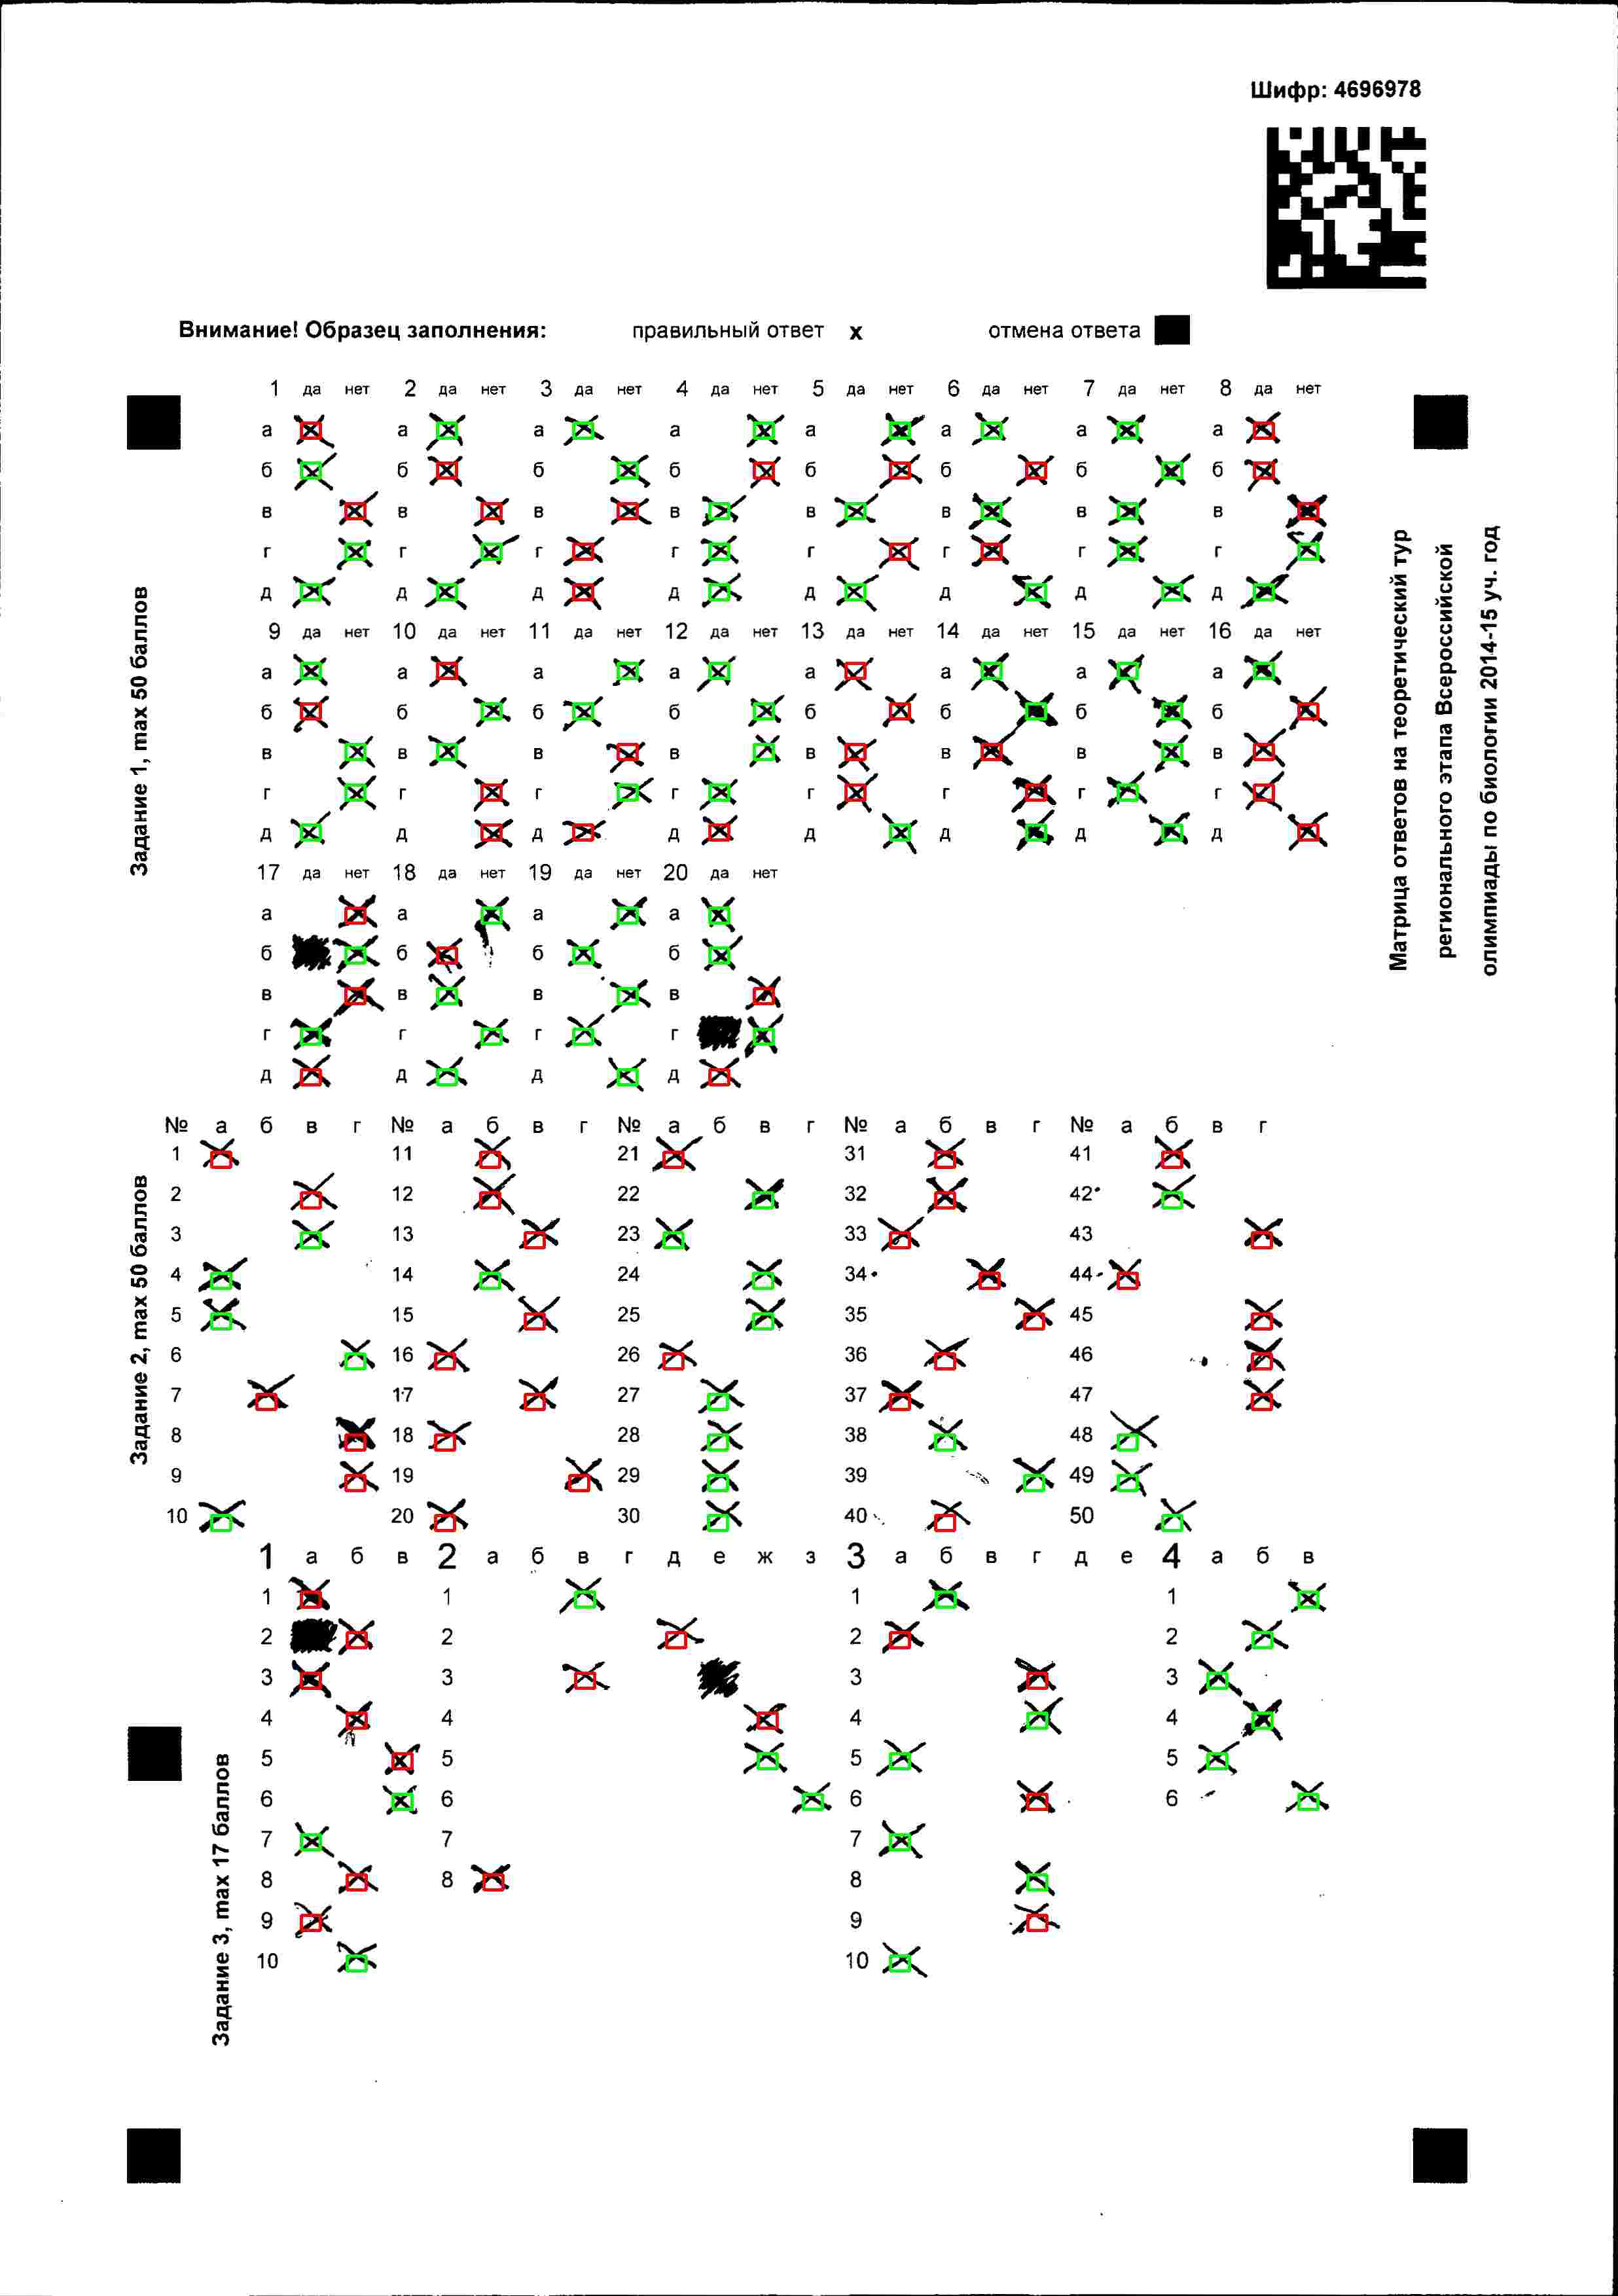 Шифр: 4696978
Внимание! Образец заполнения: правильный ответ x отмена ответа
Задание 1, max 50 баллов
1 да нет 2 да нет 3 да нет 4 да нет 5 да нет 6 да нет 7 да нет 8 да нет
а а а а а а а а
б б б б б б б б
в в в в в в в в
г г г г г г г г
д д д д д д д д
9 да нет 10 да нет 11 да нет 12 да нет 13 да нет 14 да нет 15 да нет 16 да нет
а а а а а а а а
б б б б б б б б
в в в в в в в в
г г г г г г г г
д д д д д д д д
17 да нет 18 да нет 19 да нет 20 да нет
а а а а
б б б б
в в в в
г г г г
д д д д
Матрица ответов на теоретический тур
регионального этапа Всероссийской
олимпиады по биологии 2014-15 уч. год
Задание 2, max 50 баллов
№ а б в г № а б в г № а б в г № а б в г № а б в г
1 11 21 31 41
2 12 22 32 42
3 13 23 33 43
4 14 24 34 44
5 15 25 35 45
6 16 26 36 46
7 17 27 37 47
8 18 28 38 48
9 19 29 39 49
10 20 30 40 50
Задание 3, max 17 баллов
1 а б в 2 а б в г д е ж з 3 а б в г д е 4 а б в
1 1 1 1
2 2 2 2
3 3 3 3
4 4 4 4
5 5 5 5
6 6 6 6
7 7 7
8 8 8
9 9
10 10